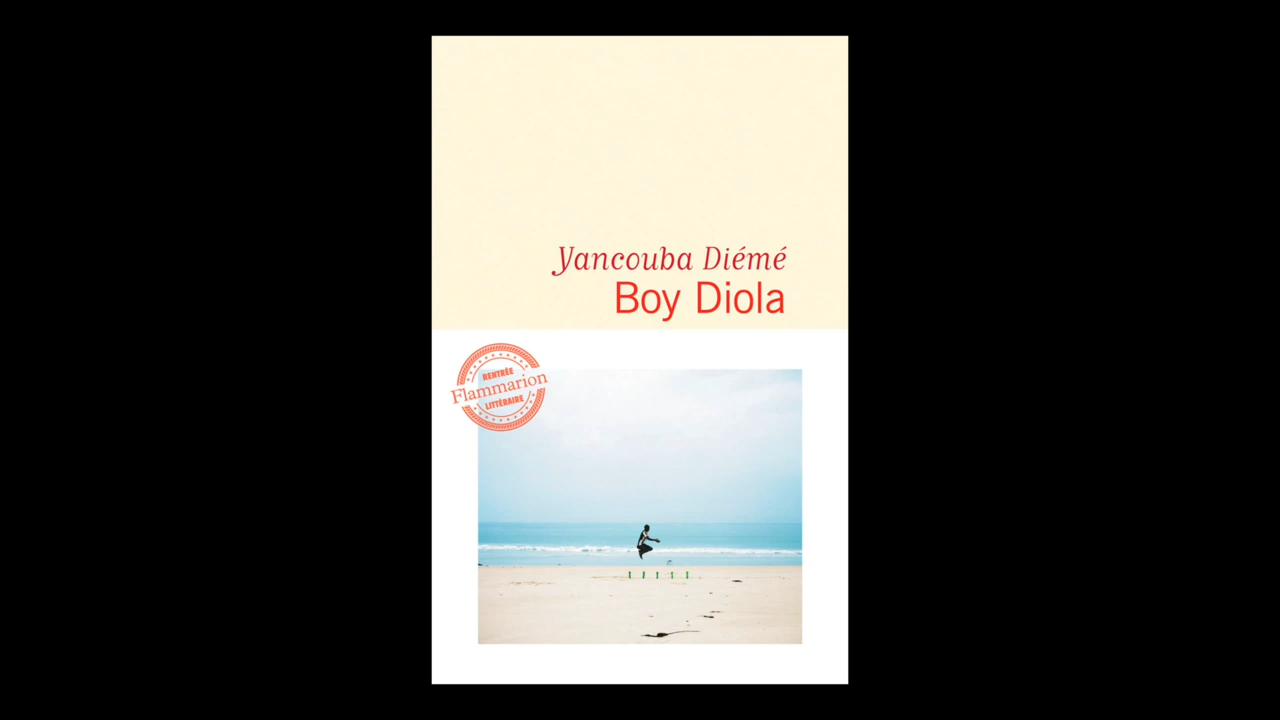 Yancouba Diémé
Boy Diola
RENTRÉE
Flammarion
LITTÉRAIRE